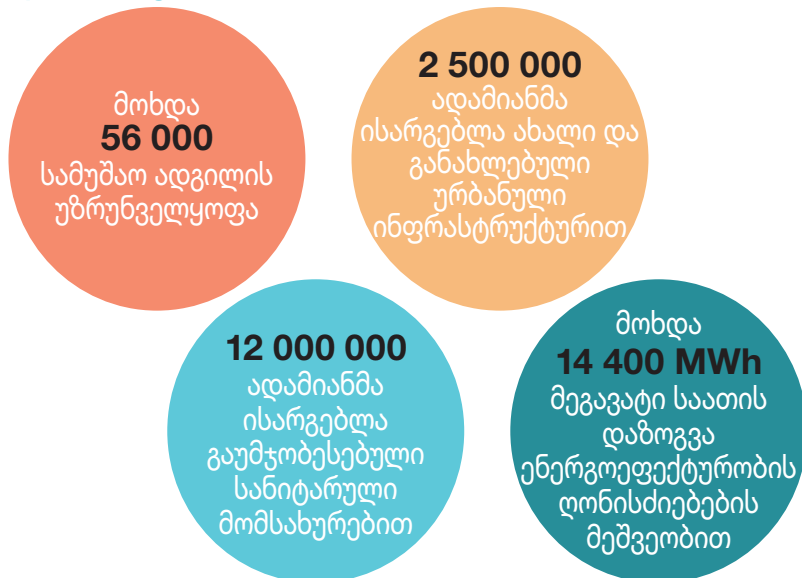 მოხდა
56 000
სამუშაო ადგილის
უზრუნველყოფა
2 500 000
ადამიანმა
ისარგებლა ახალი და
განახლებული
ურბანული
ინფრასტრუქტურით
12 000 000
ადამიანმა
ისარგებლა
გაუმჯობესებული
სანიტარული
მომსახურებით
მოხდა
14 400 MWh
მეგავატი საათის
დაზოგვა
ენერგოეფექტურობის
ღონისძიებების
მეშვეობით